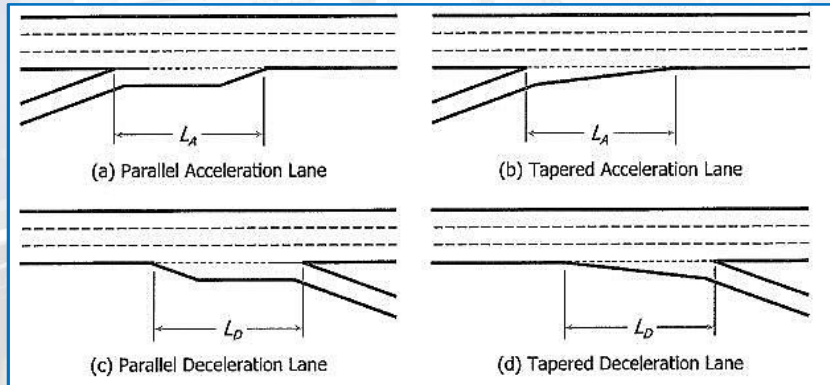 L_A
L_A
(a) Parallel Acceleration Lane
(b) Tapered Acceleration Lane
L_D
L_D
(c) Parallel Deceleration Lane
(d) Tapered Deceleration Lane